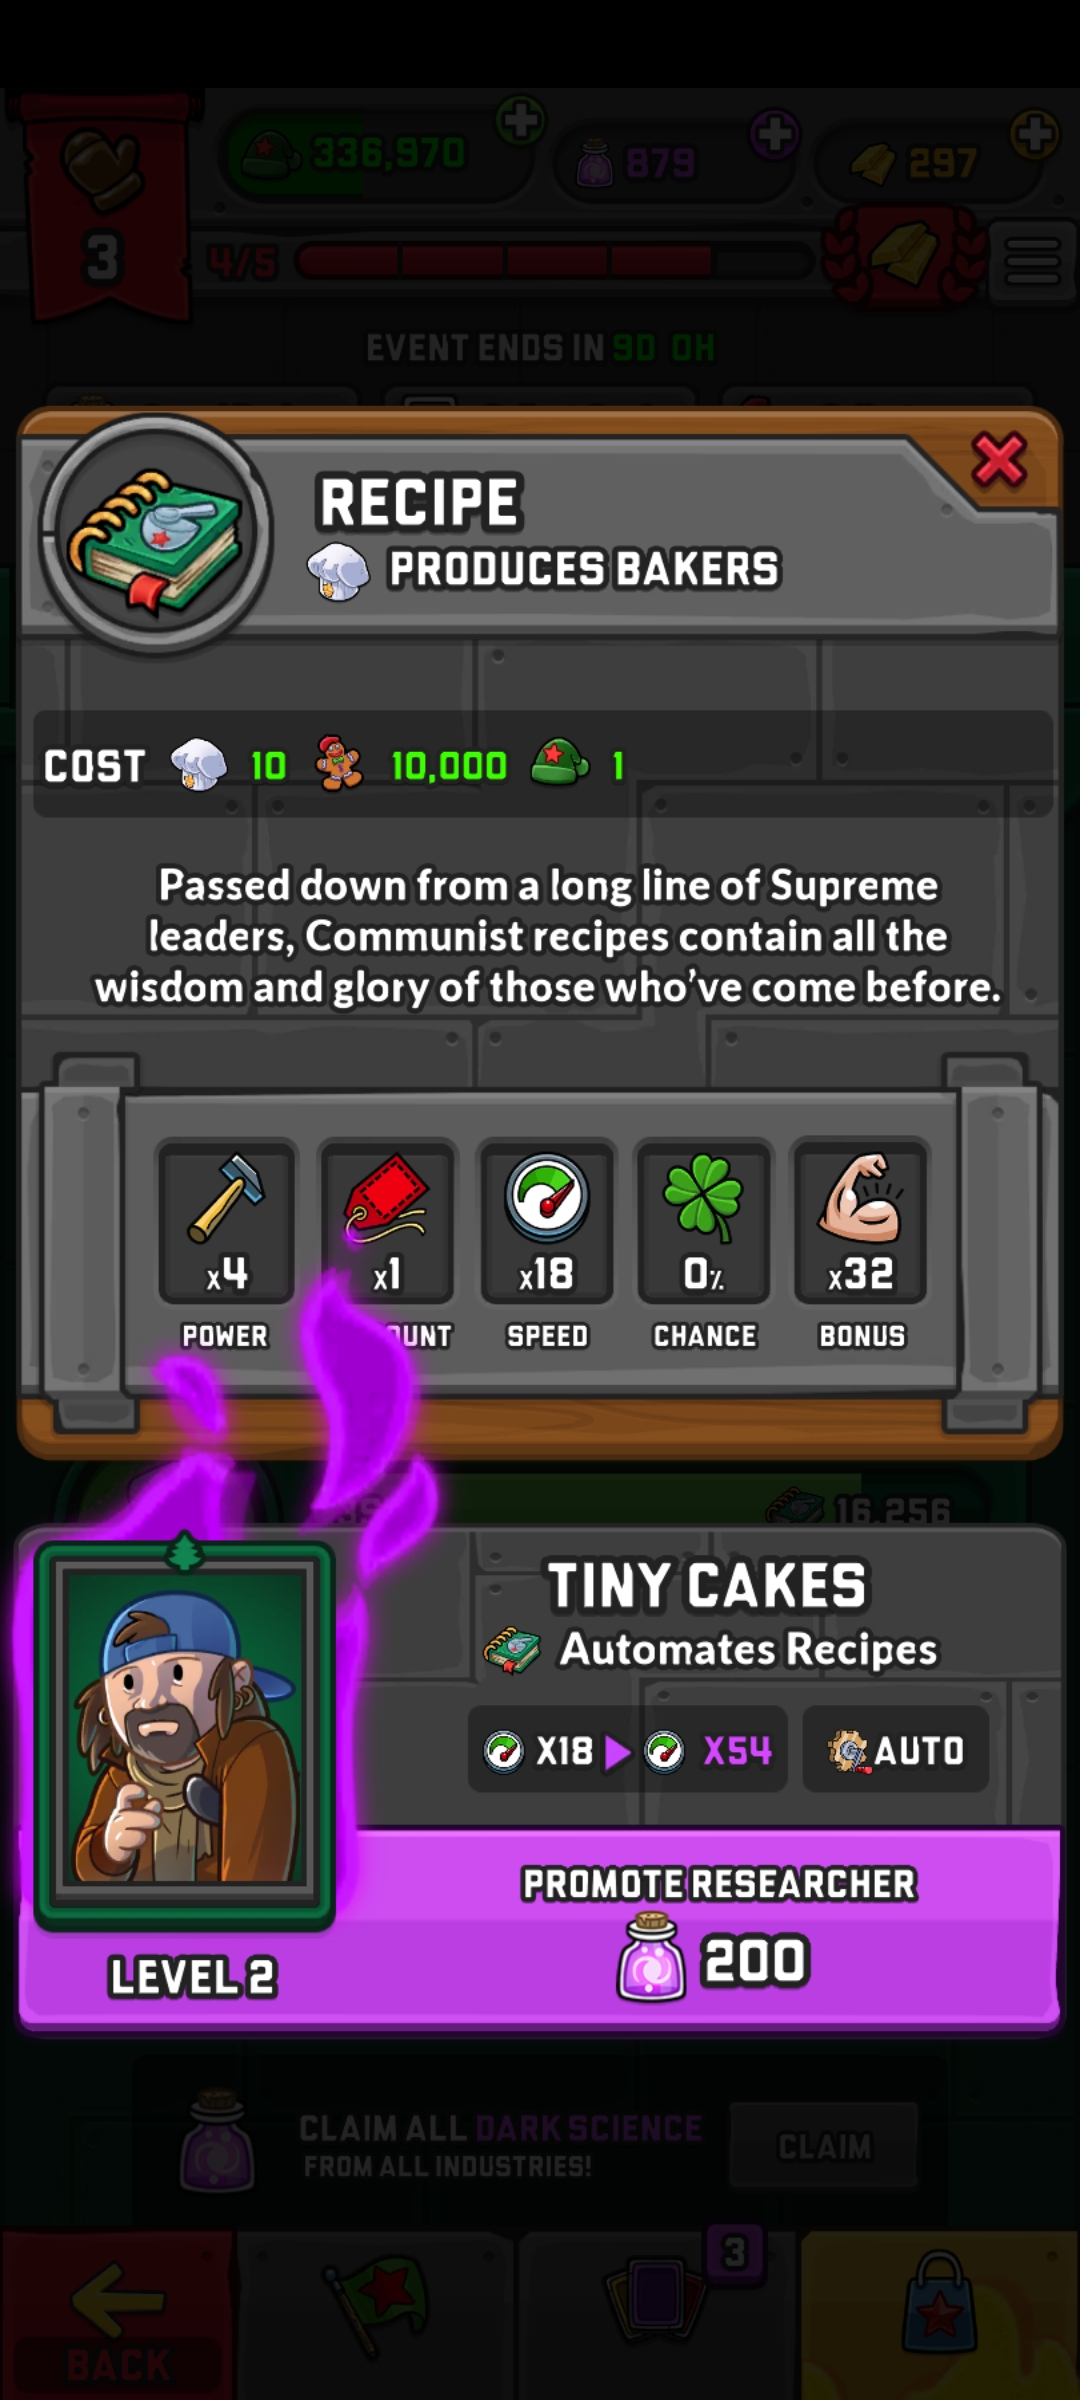 336,970
879
297
3
4/5
EVENT ENDS IN 9D 0H
RECIPE
PRODUCES BAKERS
COST 10 10,000 1
Passed down from a long line of Supreme
leaders, Communist recipes contain all the
wisdom and glory of those who've come before.
x4 x1 x18 0% x32
POWER SPEED CHANCE BONUS
16,256
TINY CAKES
Automates Recipes
X18 X54 AUTO
PROMOTE RESEARCHER
200
LEVEL 2
CLAIM ALL DARK SCIENCE
FROM ALL INDUSTRIES!
CLAIM
3
BACK